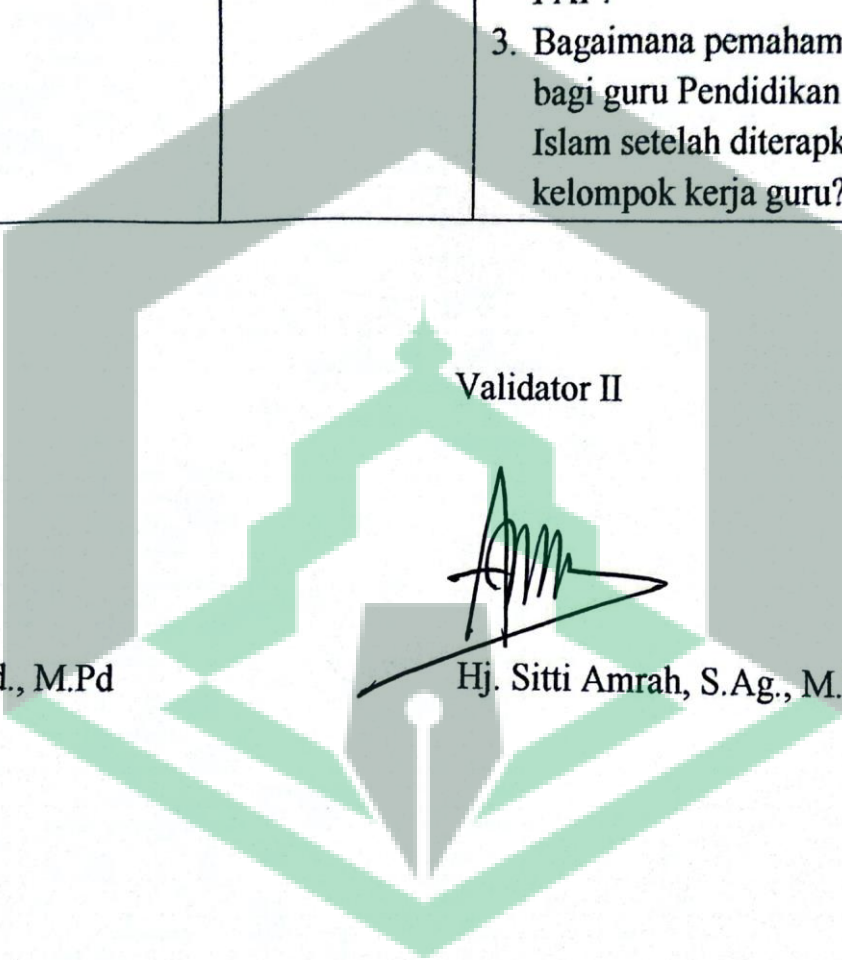 3. Bagaimana pemaham
bagi guru Pendidikan
Islam setelah diterapk
kelompok kerja guru?
Validator II
d., M.Pd
Hj. Sitti Amrah, S.Ag., M.